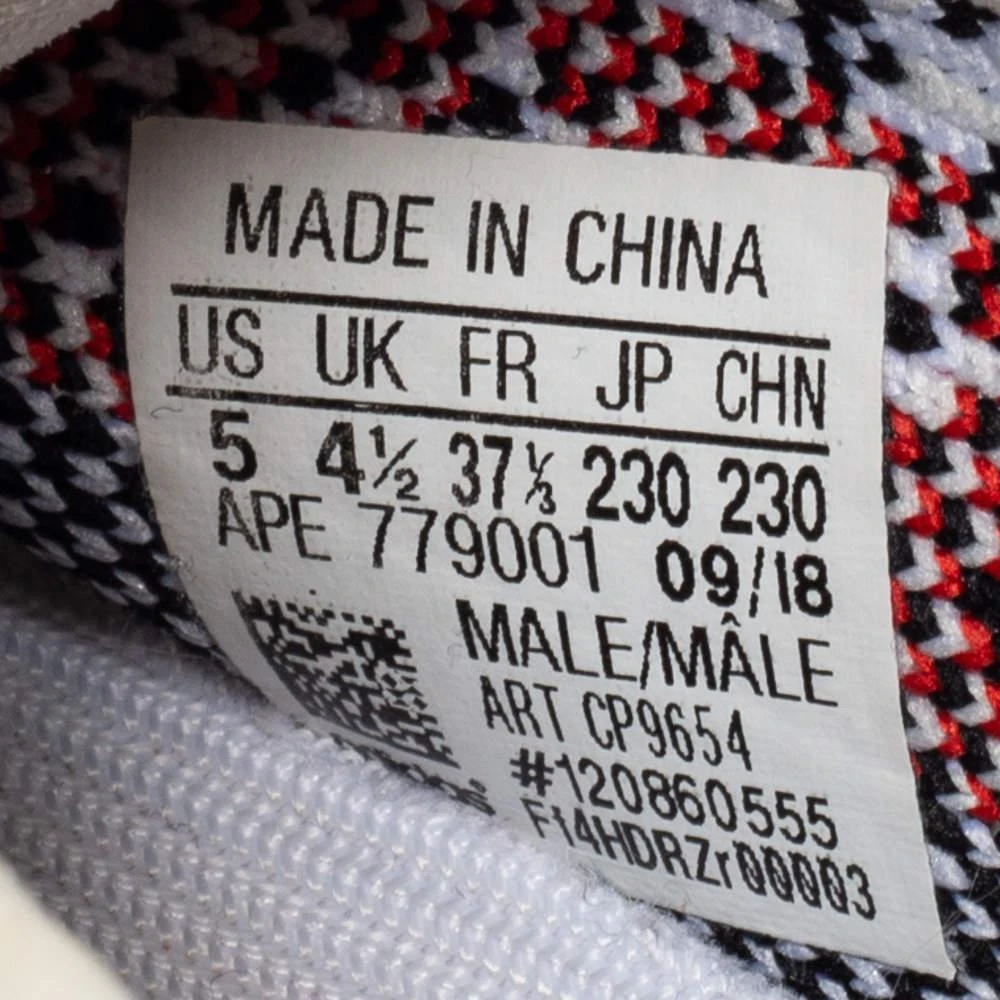 MADE IN CHINA
US UK FR JP CHN
5 4½ 37⅓ 230 230
APE 779001 09/18
MALE/MÂLE
ART CP9654
#120860555
Ft4HDRZr00003